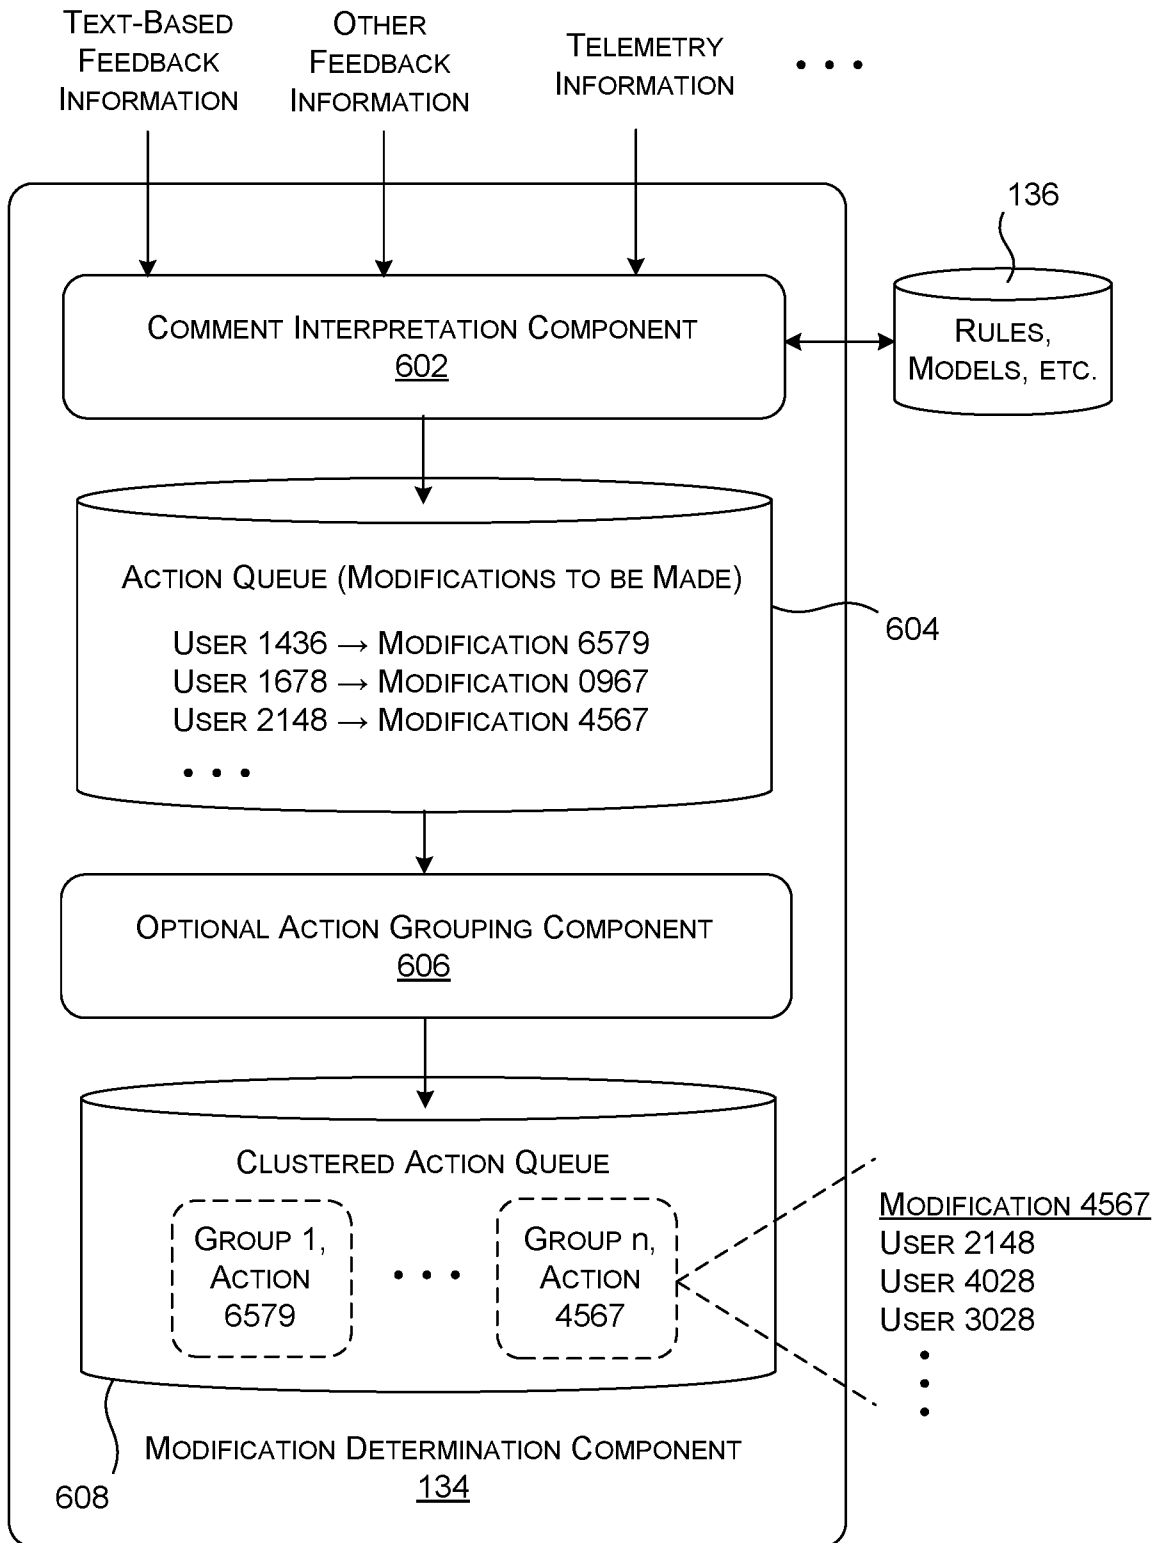 TEXT-BASED
FEEDBACK
INFORMATION
OTHER
FEEDBACK
INFORMATION
TELEMETRY
INFORMATION
• • •
136
COMMENT INTERPRETATION COMPONENT
602
RULES,
MODELS, ETC.
ACTION QUEUE (MODIFICATIONS TO BE MADE)
604
USER 1436 → MODIFICATION 6579
USER 1678 → MODIFICATION 0967
USER 2148 → MODIFICATION 4567
• • •
OPTIONAL ACTION GROUPING COMPONENT
606
CLUSTERED ACTION QUEUE
GROUP 1,
ACTION
6579
• • •
GROUP n,
ACTION
4567
MODIFICATION 4567
USER 2148
USER 4028
USER 3028
•
•
•
MODIFICATION DETERMINATION COMPONENT
134
608